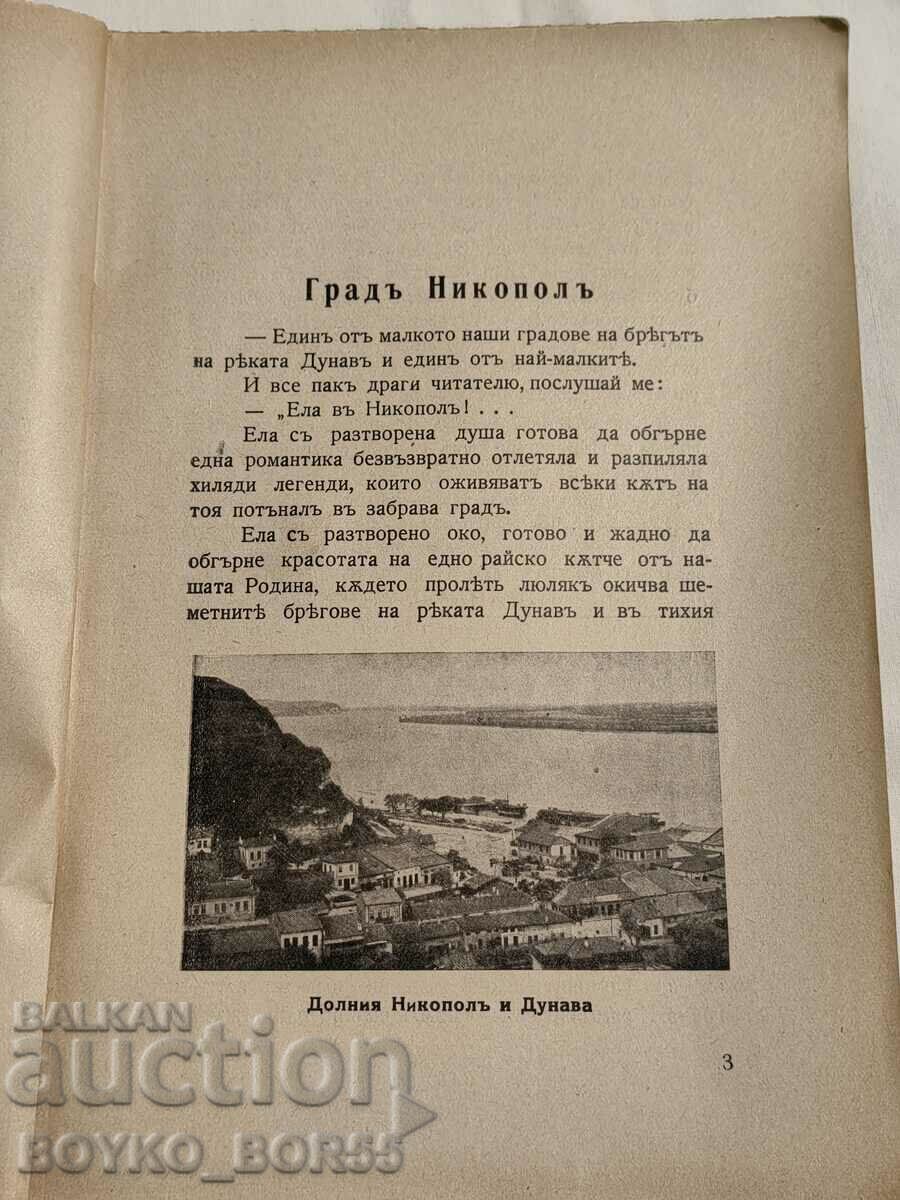 Градъ Никополъ
— Единъ отъ малкото наши градове на брѣгътъ
на рѣката Дунавъ и единъ отъ най-малкитѣ.
И все пакъ драги читателю, послушай ме:
— „Ела въ Никополъ! . . .
Ела съ разтворена душа готова да обгърне
една романтика безвъзвратно отлетяла и разпиляла
хиляди легенди, които оживяватъ всѣки кѫтъ на
тоя потъналъ въ забрава градъ.
Ела съ разтворено око, готово и жадно да
обгърне красотата на едно райско кѫтче отъ на-
шата Родина, кѫдето пролѣть люлякъ окичва ше-
метнитѣ брѣгове на рѣката Дунавъ и въ тихия
Долния Никополъ и Дунава
3
BALKAN
auction
BOYKO_BOR55